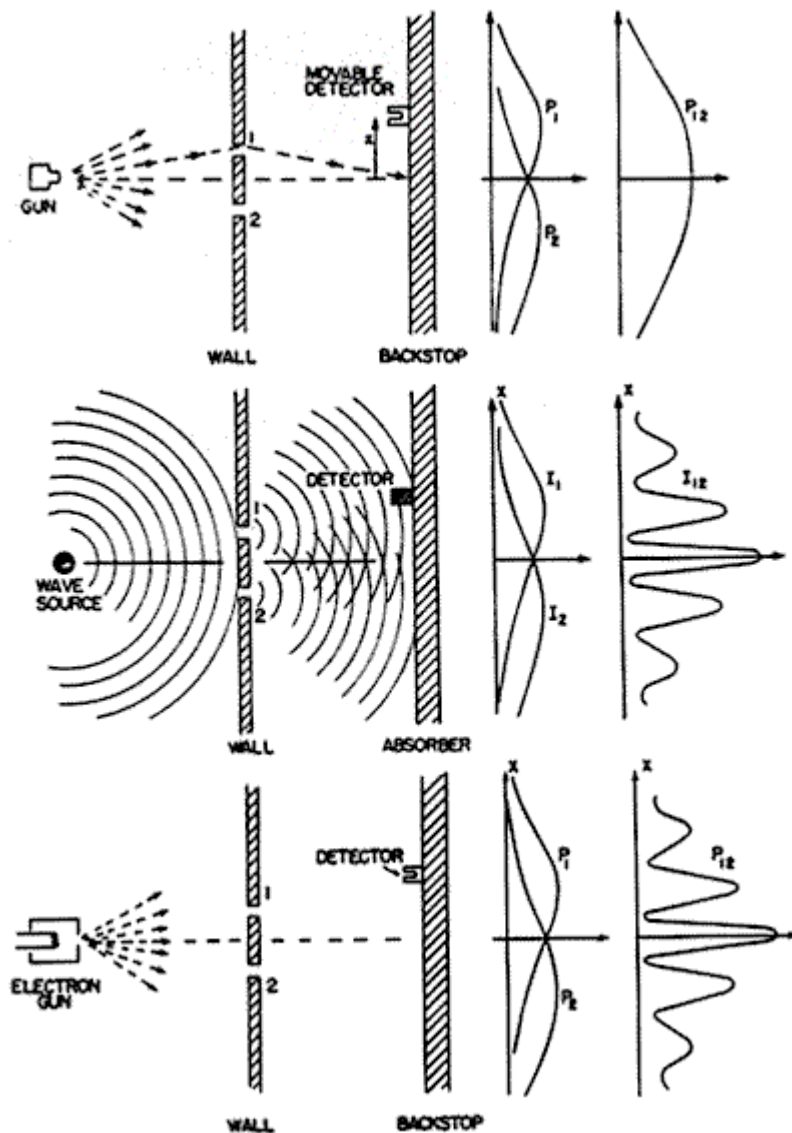 MOVABLE
DETECTOR
1
x
GUN
2
P1
P2
P12
WALL
BACKSTOP
x
x
DETECTOR
1
I1
I12
WAVE
SOURCE
2
I2
WALL
ABSORBER
x
x
DETECTOR
1
P1
P12
ELECTRON
GUN
2
P2
WALL
BACKSTOP